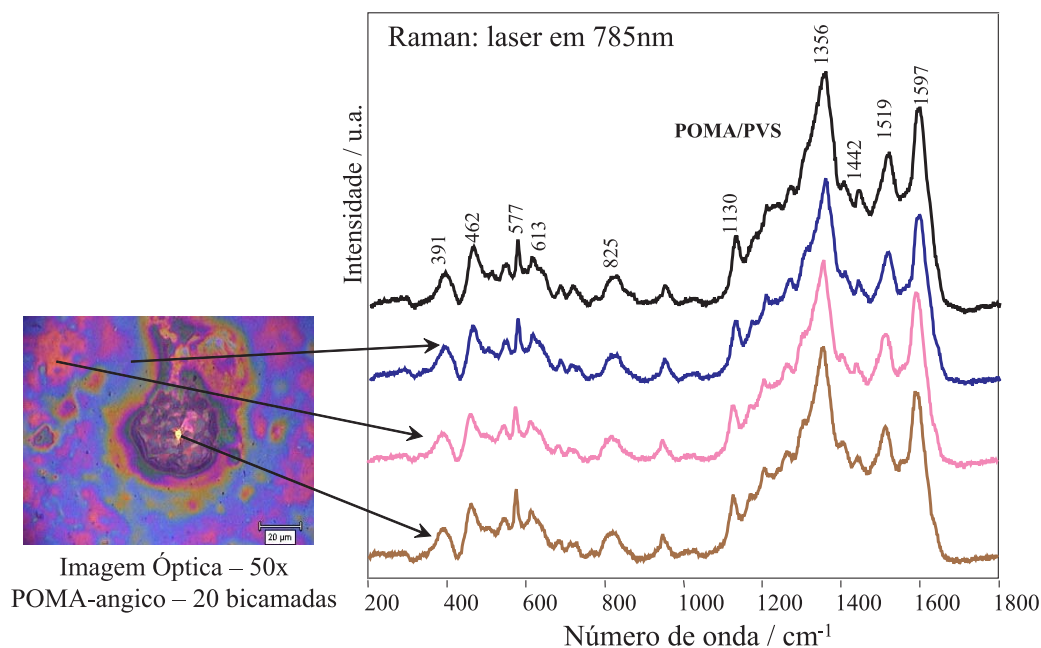 Raman: laser em 785nm
POMA/PVS
391
462
577
613
825
1130
1356
1442
1519
1597
Intensidade / u.a.
20 µm
Imagem Óptica – 50x
POMA-angico – 20 bicamadas
200 400 600 800 1000 1200 1400 1600 1800
Número de onda / cm-1